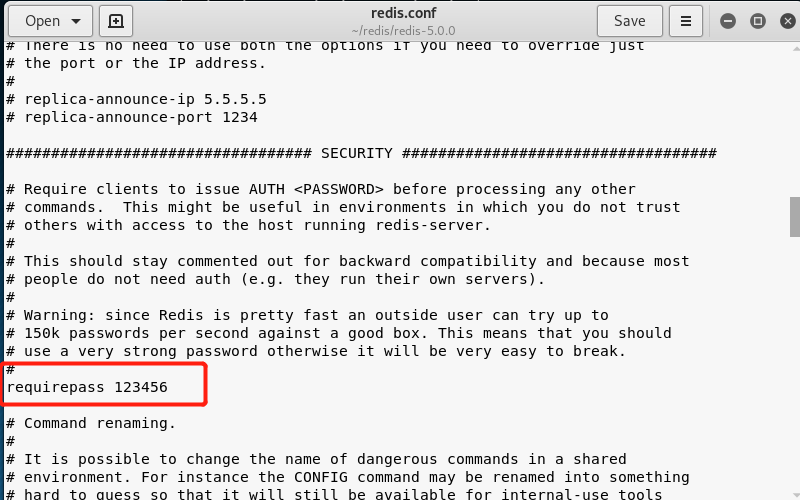 Open
redis.conf
~/redis/redis-5.0.0
Save
# There is no need to use both the options if you need to override just
# the port or the IP address.
#
# replica-announce-ip 5.5.5.5
# replica-announce-port 1234
################################## SECURITY ###################################
# Require clients to issue AUTH <PASSWORD> before processing any other
# commands.  This might be useful in environments in which you do not trust
# others with access to the host running redis-server.
#
# This should stay commented out for backward compatibility and because most
# people do not need auth (e.g. they run their own servers).
#
# Warning: since Redis is pretty fast an outside user can try up to
# 150k passwords per second against a good box. This means that you should
# use a very strong password otherwise it will be very easy to break.
#
requirepass 123456
# Command renaming.
#
# It is possible to change the name of dangerous commands in a shared
# environment. For instance the CONFIG command may be renamed into something
# hard to guess so that it will still be available for internal-use tools